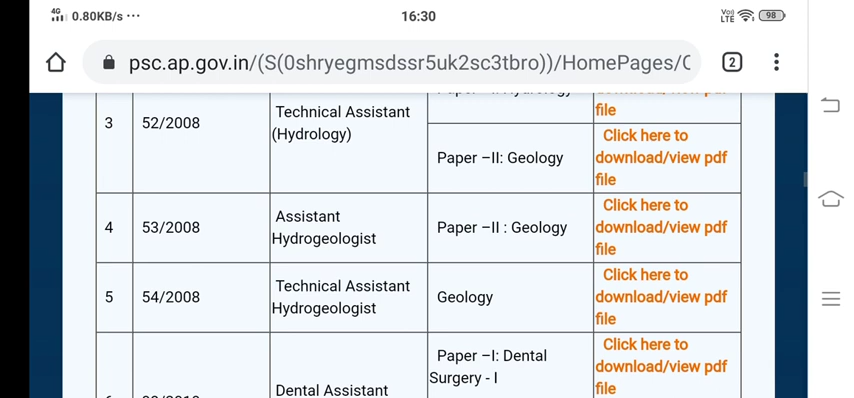 4G 0.80KB/s ···
16:30
Voi)
LTE
98
psc.ap.gov.in/(S(0shryegmsdssr5uk2sc3tbro))/HomePages/
2
file
3 52/2008 Technical Assistant
(Hydrology)
Paper –II: Geology
Click here to
download/view pdf
file
4 53/2008 Assistant
Hydrogeologist
Paper –II : Geology
Click here to
download/view pdf
file
5 54/2008 Technical Assistant
Hydrogeologist
Geology
Click here to
download/view pdf
file
Dental Assistant
Paper –I: Dental
Surgery - I
Click here to
download/view pdf
file